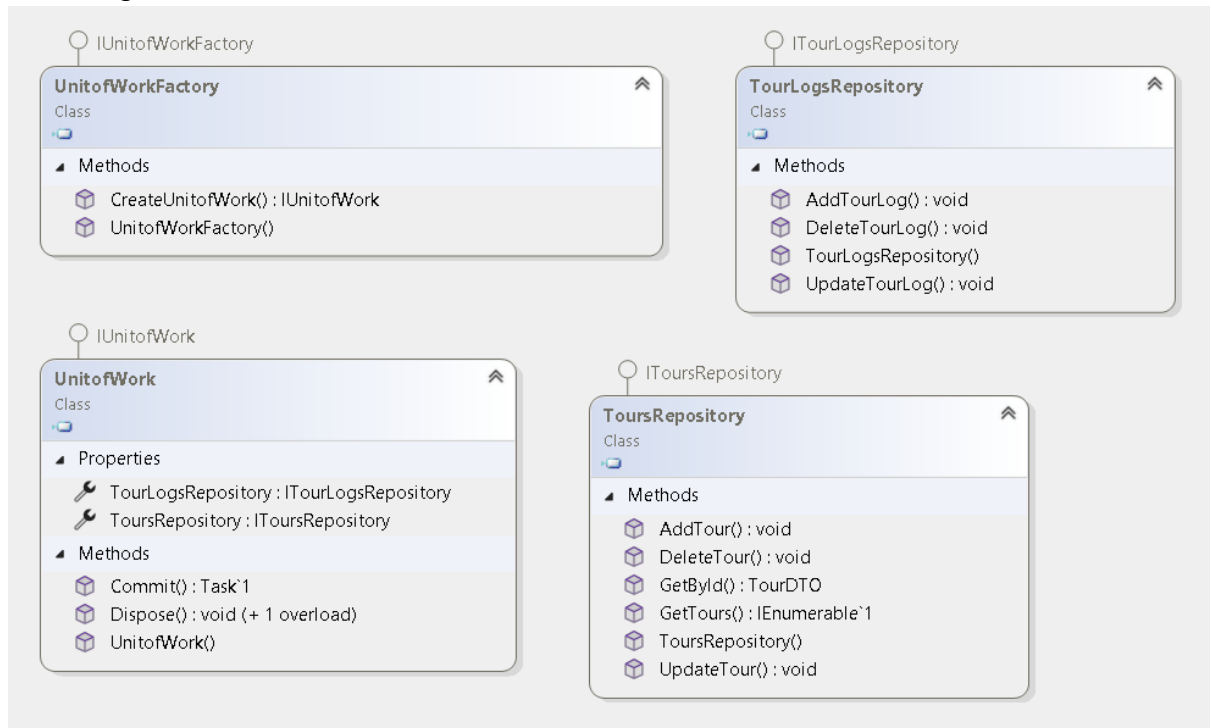 IUnitofWorkFactory
UnitofWorkFactory
Class
Methods
CreateUnitofWork() : IUnitofWork
UnitofWorkFactory()
ITourLogsRepository
TourLogsRepository
Class
Methods
AddTourLog() : void
DeleteTourLog() : void
TourLogsRepository()
UpdateTourLog() : void
IUnitofWork
UnitofWork
Class
Properties
TourLogsRepository : ITourLogsRepository
ToursRepository : IToursRepository
Methods
Commit() : Task`1
Dispose() : void (+ 1 overload)
UnitofWork()
IToursRepository
ToursRepository
Class
Methods
AddTour() : void
DeleteTour() : void
GetById() : TourDTO
GetTours() : IEnumerable`1
ToursRepository()
UpdateTour() : void